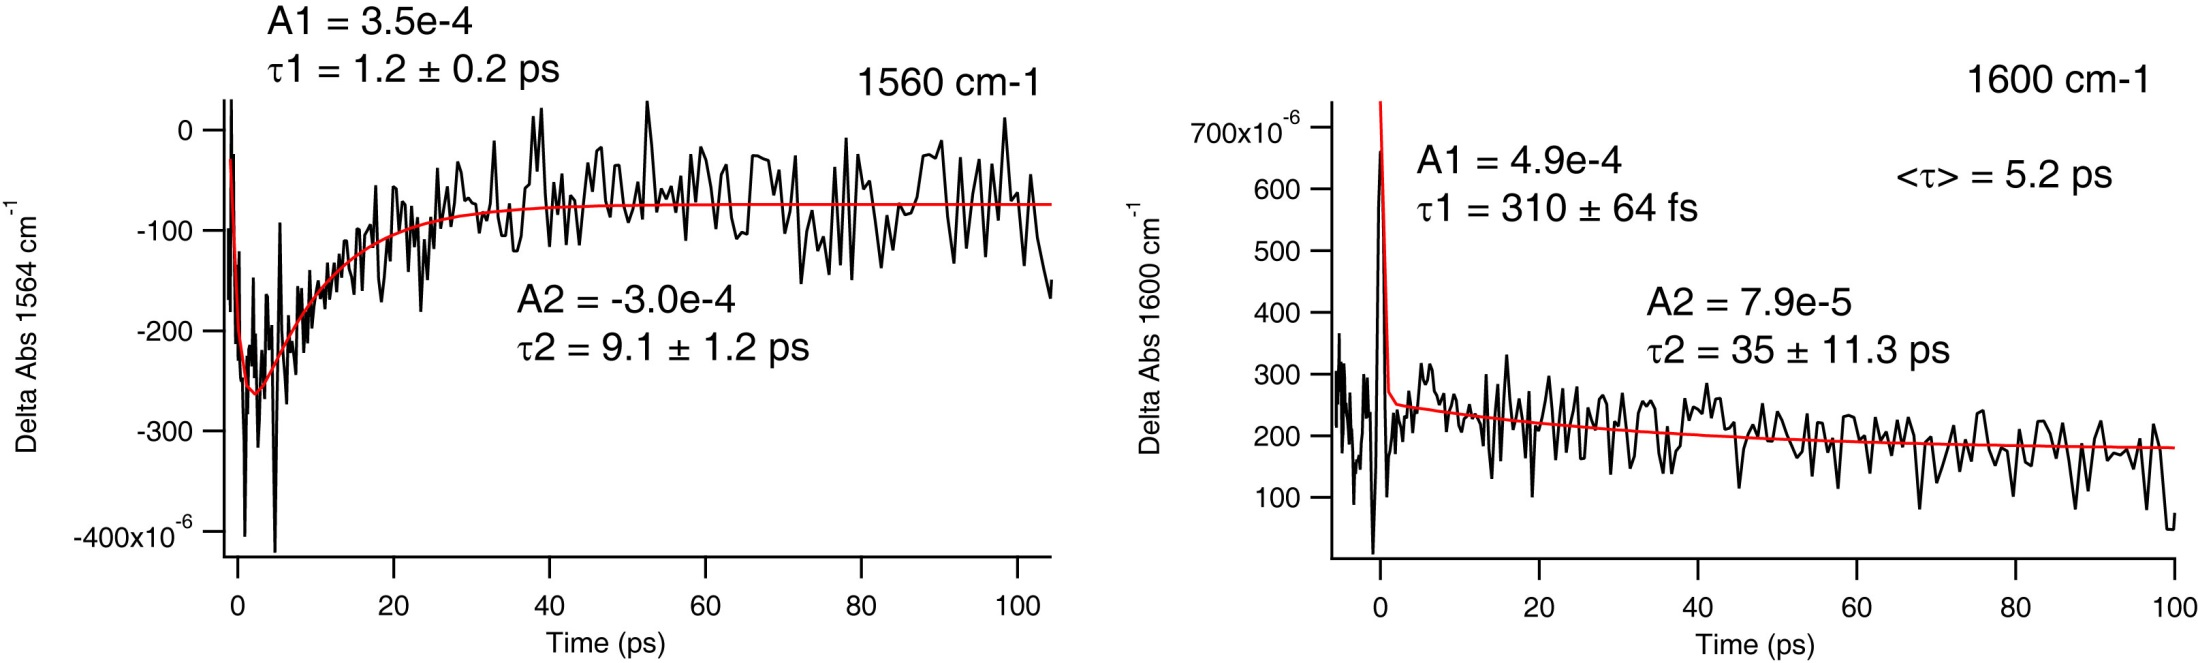 A1 = 3.5e-4
τ1 = 1.2 ± 0.2 ps
1560 cm-1
0
-100
-200
-300
-400x10-6
Delta Abs 1564 cm-1
A2 = -3.0e-4
τ2 = 9.1 ± 1.2 ps
0 20 40 60 80 100
Time (ps)
1600 cm-1
700x10-6
600
500
400
300
200
100
Delta Abs 1600 cm-1
A1 = 4.9e-4
τ1 = 310 ± 64 fs
<τ> = 5.2 ps
A2 = 7.9e-5
τ2 = 35 ± 11.3 ps
0 20 40 60 80 100
Time (ps)